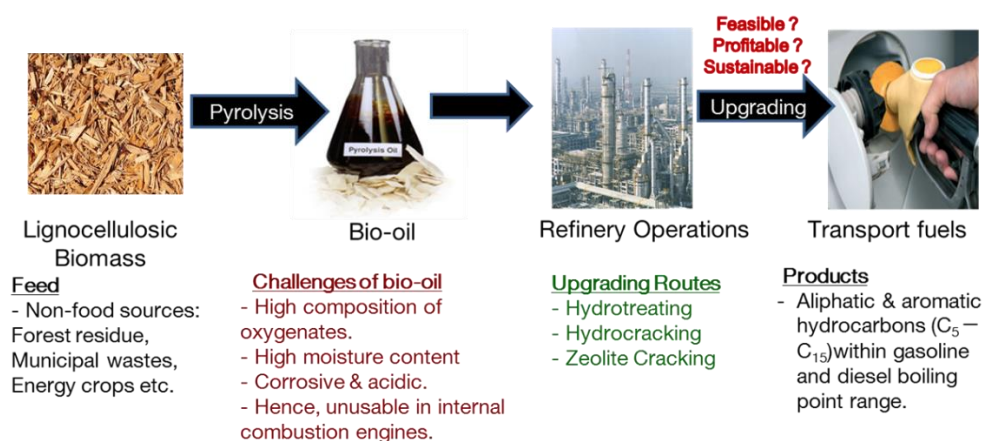 Feasible ?
Profitable ?
Sustainable ?
Pyrolysis
Upgrading
Pyrolysis Oil
Lignocellulosic
Biomass
Bio-oil
Refinery Operations
Transport fuels
Feed
- Non-food sources:
Forest residue,
Municipal wastes,
Energy crops etc.
Challenges of bio-oil
- High composition of
oxygenates.
- High moisture content
- Corrosive & acidic.
- Hence, unusable in internal
combustion engines.
Upgrading Routes
- Hydrotreating
- Hydrocracking
- Zeolite Cracking
Products
- Aliphatic & aromatic
hydrocarbons (C₅−
C₁₅)within gasoline
and diesel boiling
point range.